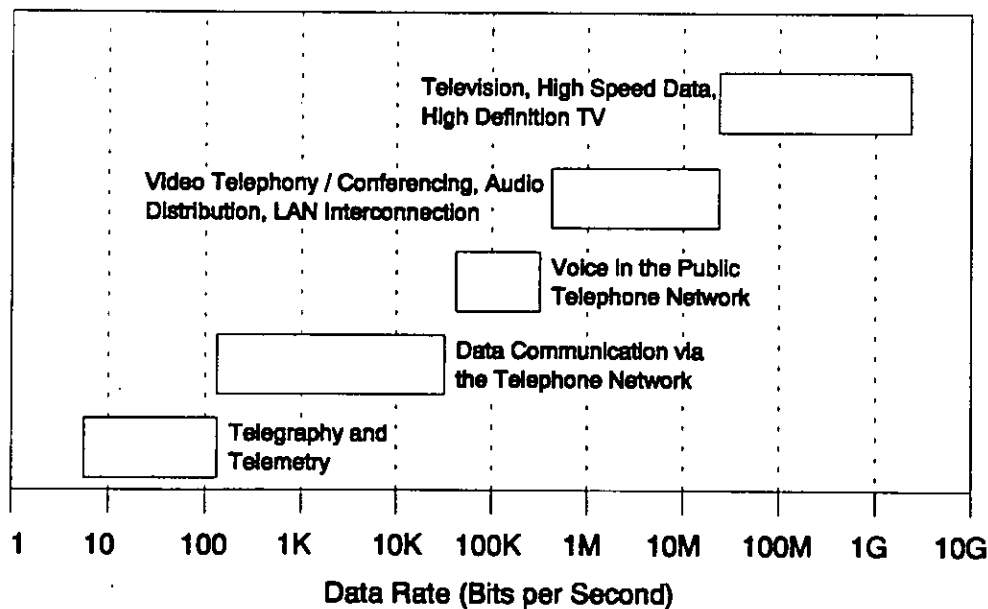 Television, High Speed Data,
High Definition TV
Video Telephony / Conferencing, Audio
Distribution, LAN Interconnection
Voice in the Public
Telephone Network
Data Communication via
the Telephone Network
Telegraphy and
Telemetry
1 10 100 1K 10K 100K 1M 10M 100M 1G 10G
Data Rate (Bits per Second)